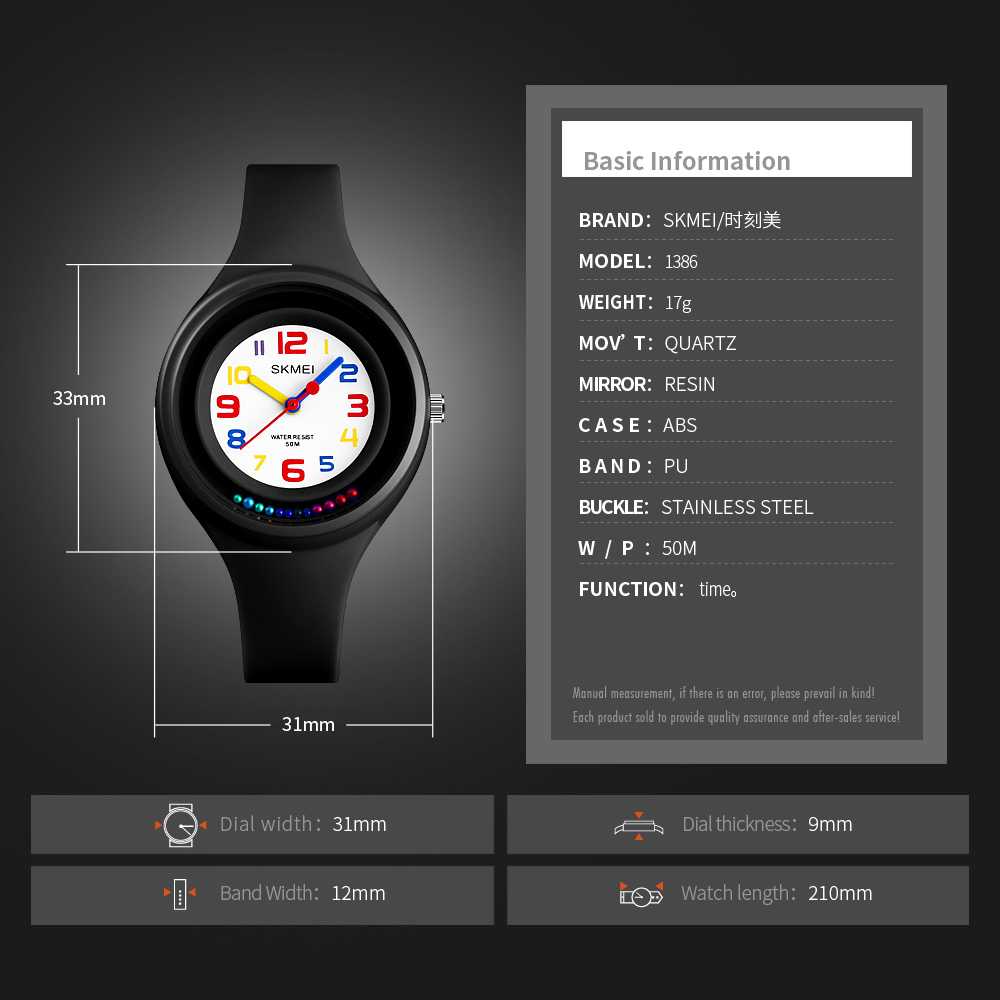 Basic Information
BRAND: SKMEI/时刻美
MODEL: 1386
WEIGHT: 17g
MOV' T: QUARTZ
MIRROR: RESIN
CASE: ABS
BAND: PU
BUCKLE: STAINLESS STEEL
W / P : 50M
FUNCTION: time。
Manual measurement, if there is an error, please prevail in kind!
Each product sold to provide quality assurance and after-sales service!
33mm
31mm
12
1
2
3
4
5
6
7
8
9
10
11
SKMEI
WATER RESIST
50M
Dial width: 31mm
Dial thickness: 9mm
Band Width: 12mm
Watch length: 210mm